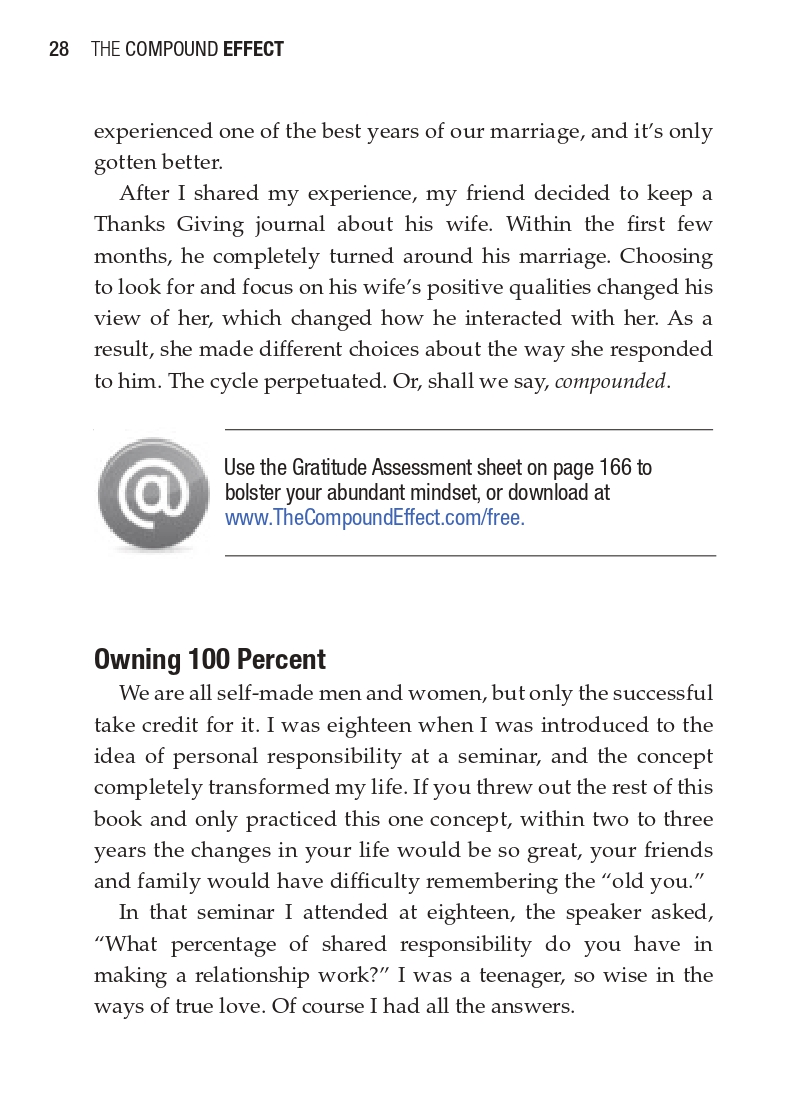 28 THE COMPOUND EFFECT
experienced one of the best years of our marriage, and it’s only
gotten better.
After I shared my experience, my friend decided to keep a
Thanks Giving journal about his wife. Within the first few
months, he completely turned around his marriage. Choosing
to look for and focus on his wife’s positive qualities changed his
view of her, which changed how he interacted with her. As a
result, she made different choices about the way she responded
to him. The cycle perpetuated. Or, shall we say, compounded.
@
Use the Gratitude Assessment sheet on page 166 to
bolster your abundant mindset, or download at
www.TheCompoundEffect.com/free.
Owning 100 Percent
We are all self-made men and women, but only the successful
take credit for it. I was eighteen when I was introduced to the
idea of personal responsibility at a seminar, and the concept
completely transformed my life. If you threw out the rest of this
book and only practiced this one concept, within two to three
years the changes in your life would be so great, your friends
and family would have difficulty remembering the “old you.”
In that seminar I attended at eighteen, the speaker asked,
“What percentage of shared responsibility do you have in
making a relationship work?” I was a teenager, so wise in the
ways of true love. Of course I had all the answers.